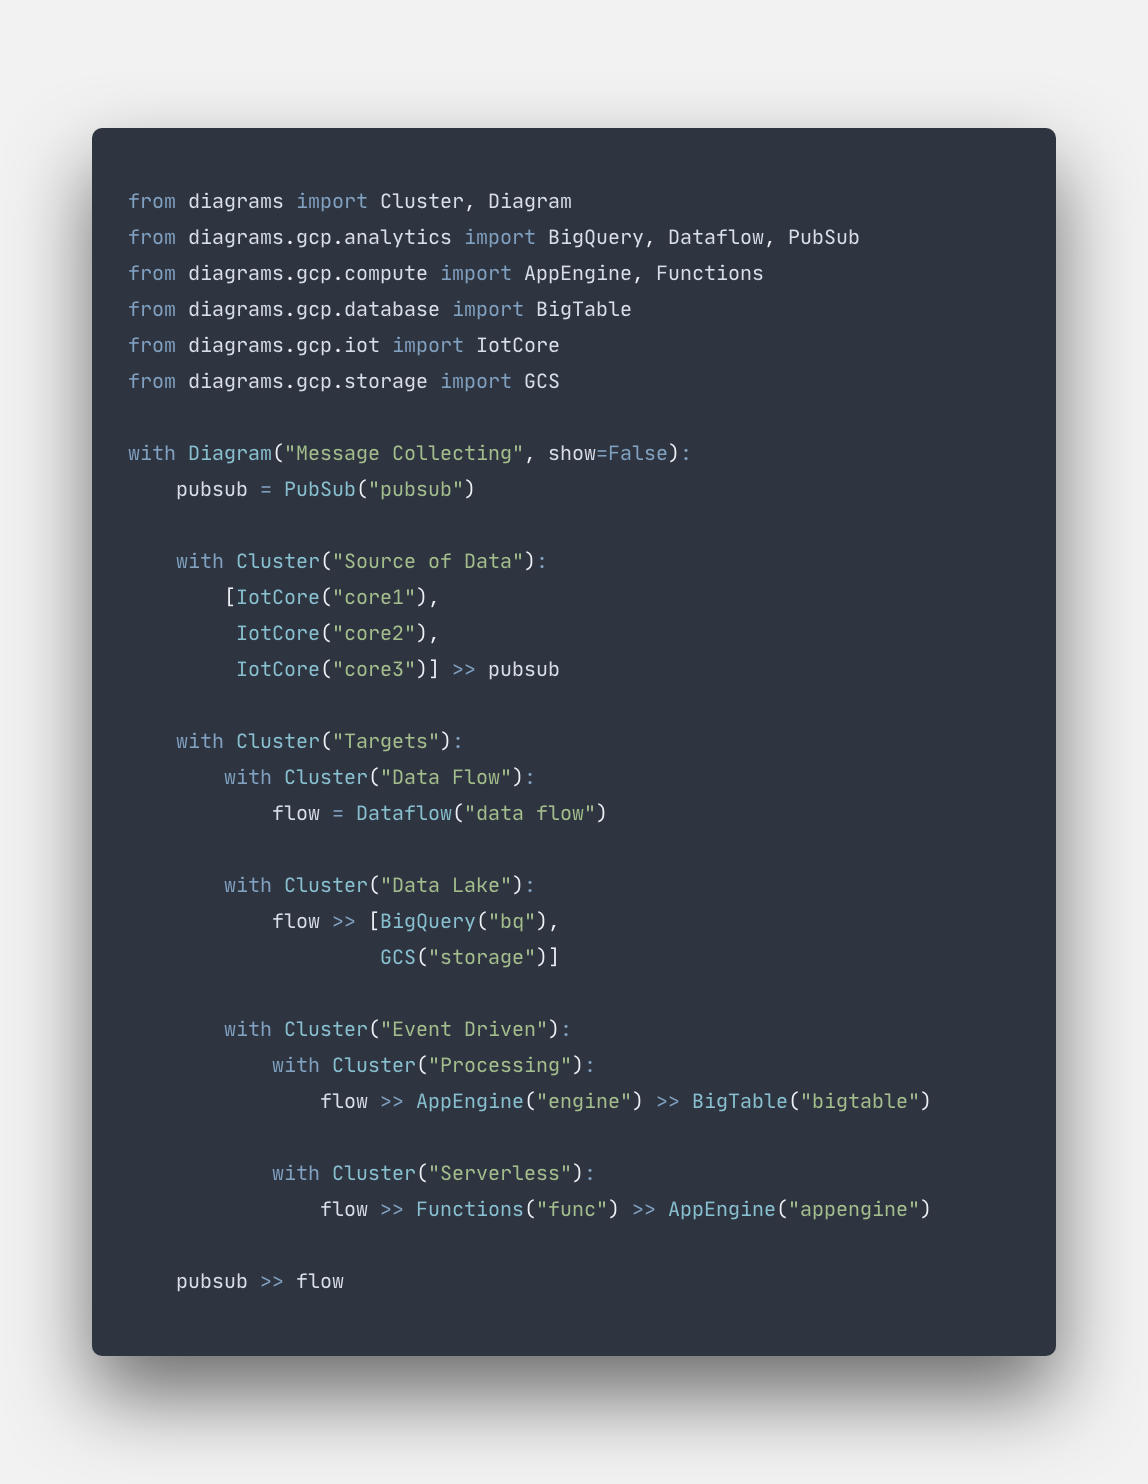 from diagrams import Cluster, Diagram
from diagrams.gcp.analytics import BigQuery, Dataflow, PubSub
from diagrams.gcp.compute import AppEngine, Functions
from diagrams.gcp.database import BigTable
from diagrams.gcp.iot import IotCore
from diagrams.gcp.storage import GCS

with Diagram("Message Collecting", show=False):
    pubsub = PubSub("pubsub")

    with Cluster("Source of Data"):
        [IotCore("core1"),
         IotCore("core2"),
         IotCore("core3")] >> pubsub

    with Cluster("Targets"):
        with Cluster("Data Flow"):
            flow = Dataflow("data flow")

        with Cluster("Data Lake"):
            flow >> [BigQuery("bq"),
                     GCS("storage")]

        with Cluster("Event Driven"):
            with Cluster("Processing"):
                flow >> AppEngine("engine") >> BigTable("bigtable")

            with Cluster("Serverless"):
                flow >> Functions("func") >> AppEngine("appengine")

    pubsub >> flow